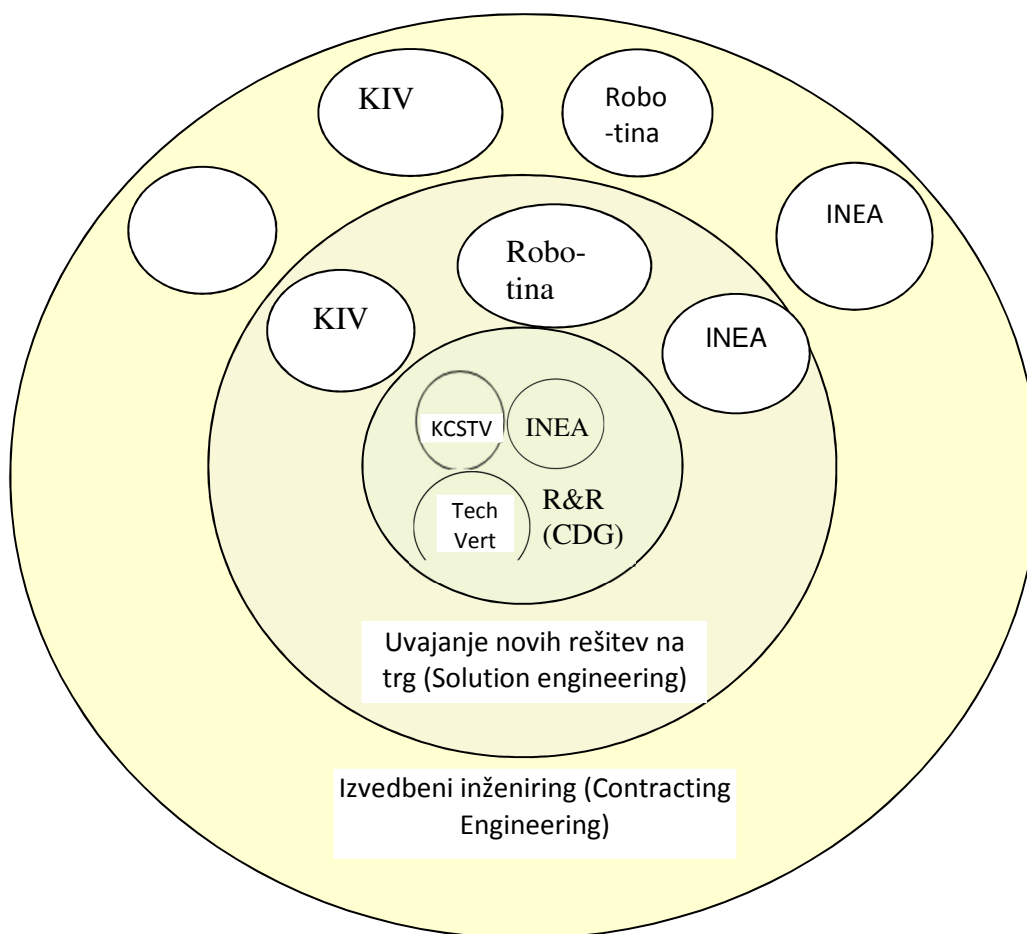 KIV
Robo
-tina
INEA
Robo-
tina
KIV
INEA
KCSTV
INEA
Tech
Vert
R&R
(CDG)
Uvajanje novih rešitev na
trg (Solution engineering)
Izvedbeni inženiring (Contracting
Engineering)